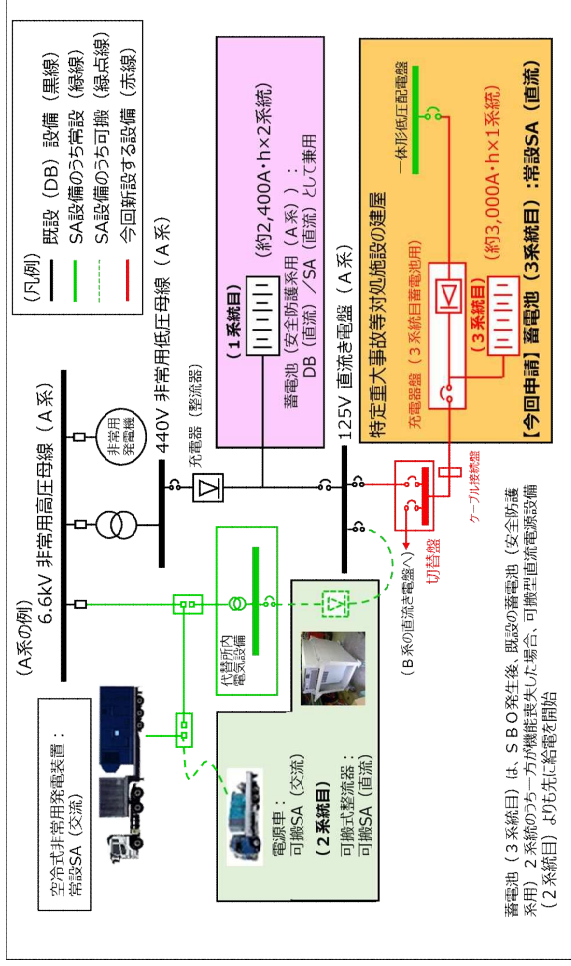 (A系の例)
6.6kV 非常用高圧母線(A系)
空冷式非常用発電装置：
常設SA（交流）
非常用
発電機
440V 非常用低圧母線（A系）
充電器（整流器）
代替所内
電気設備
電源車：
可搬SA（交流）
（２系統目）
可搬式整流器：
可搬SA（直流）
125V 直流き電盤（A系）
（B系の直流き電盤へ）
切替盤
ケーブル接続盤
（凡例）
既設（DB）設備（黒線）
SA設備のうち常設（緑線）
SA設備のうち可搬（緑点線）
今回新設する設備（赤線）
（１系統目）
（約2,400A･h×2系統）
蓄電池（安全防護系用（A系））：
DB（直流）／SA（直流）として兼用
特定重大事故等対処施設の建屋
充電器盤（３系統目蓄電池用）
一体形低圧配電盤
（３系統目）
（約3,000A･h×1系統）
【今回申請】蓄電池（3系統目）：常設SA（直流）
蓄電池（３系統目）は、ＳＢＯ発生後、既設の蓄電池（安全防護
系用）２系統のうち一方が機能喪失した場合、可搬型直流電源設備
（２系統目）よりも先に給電を開始